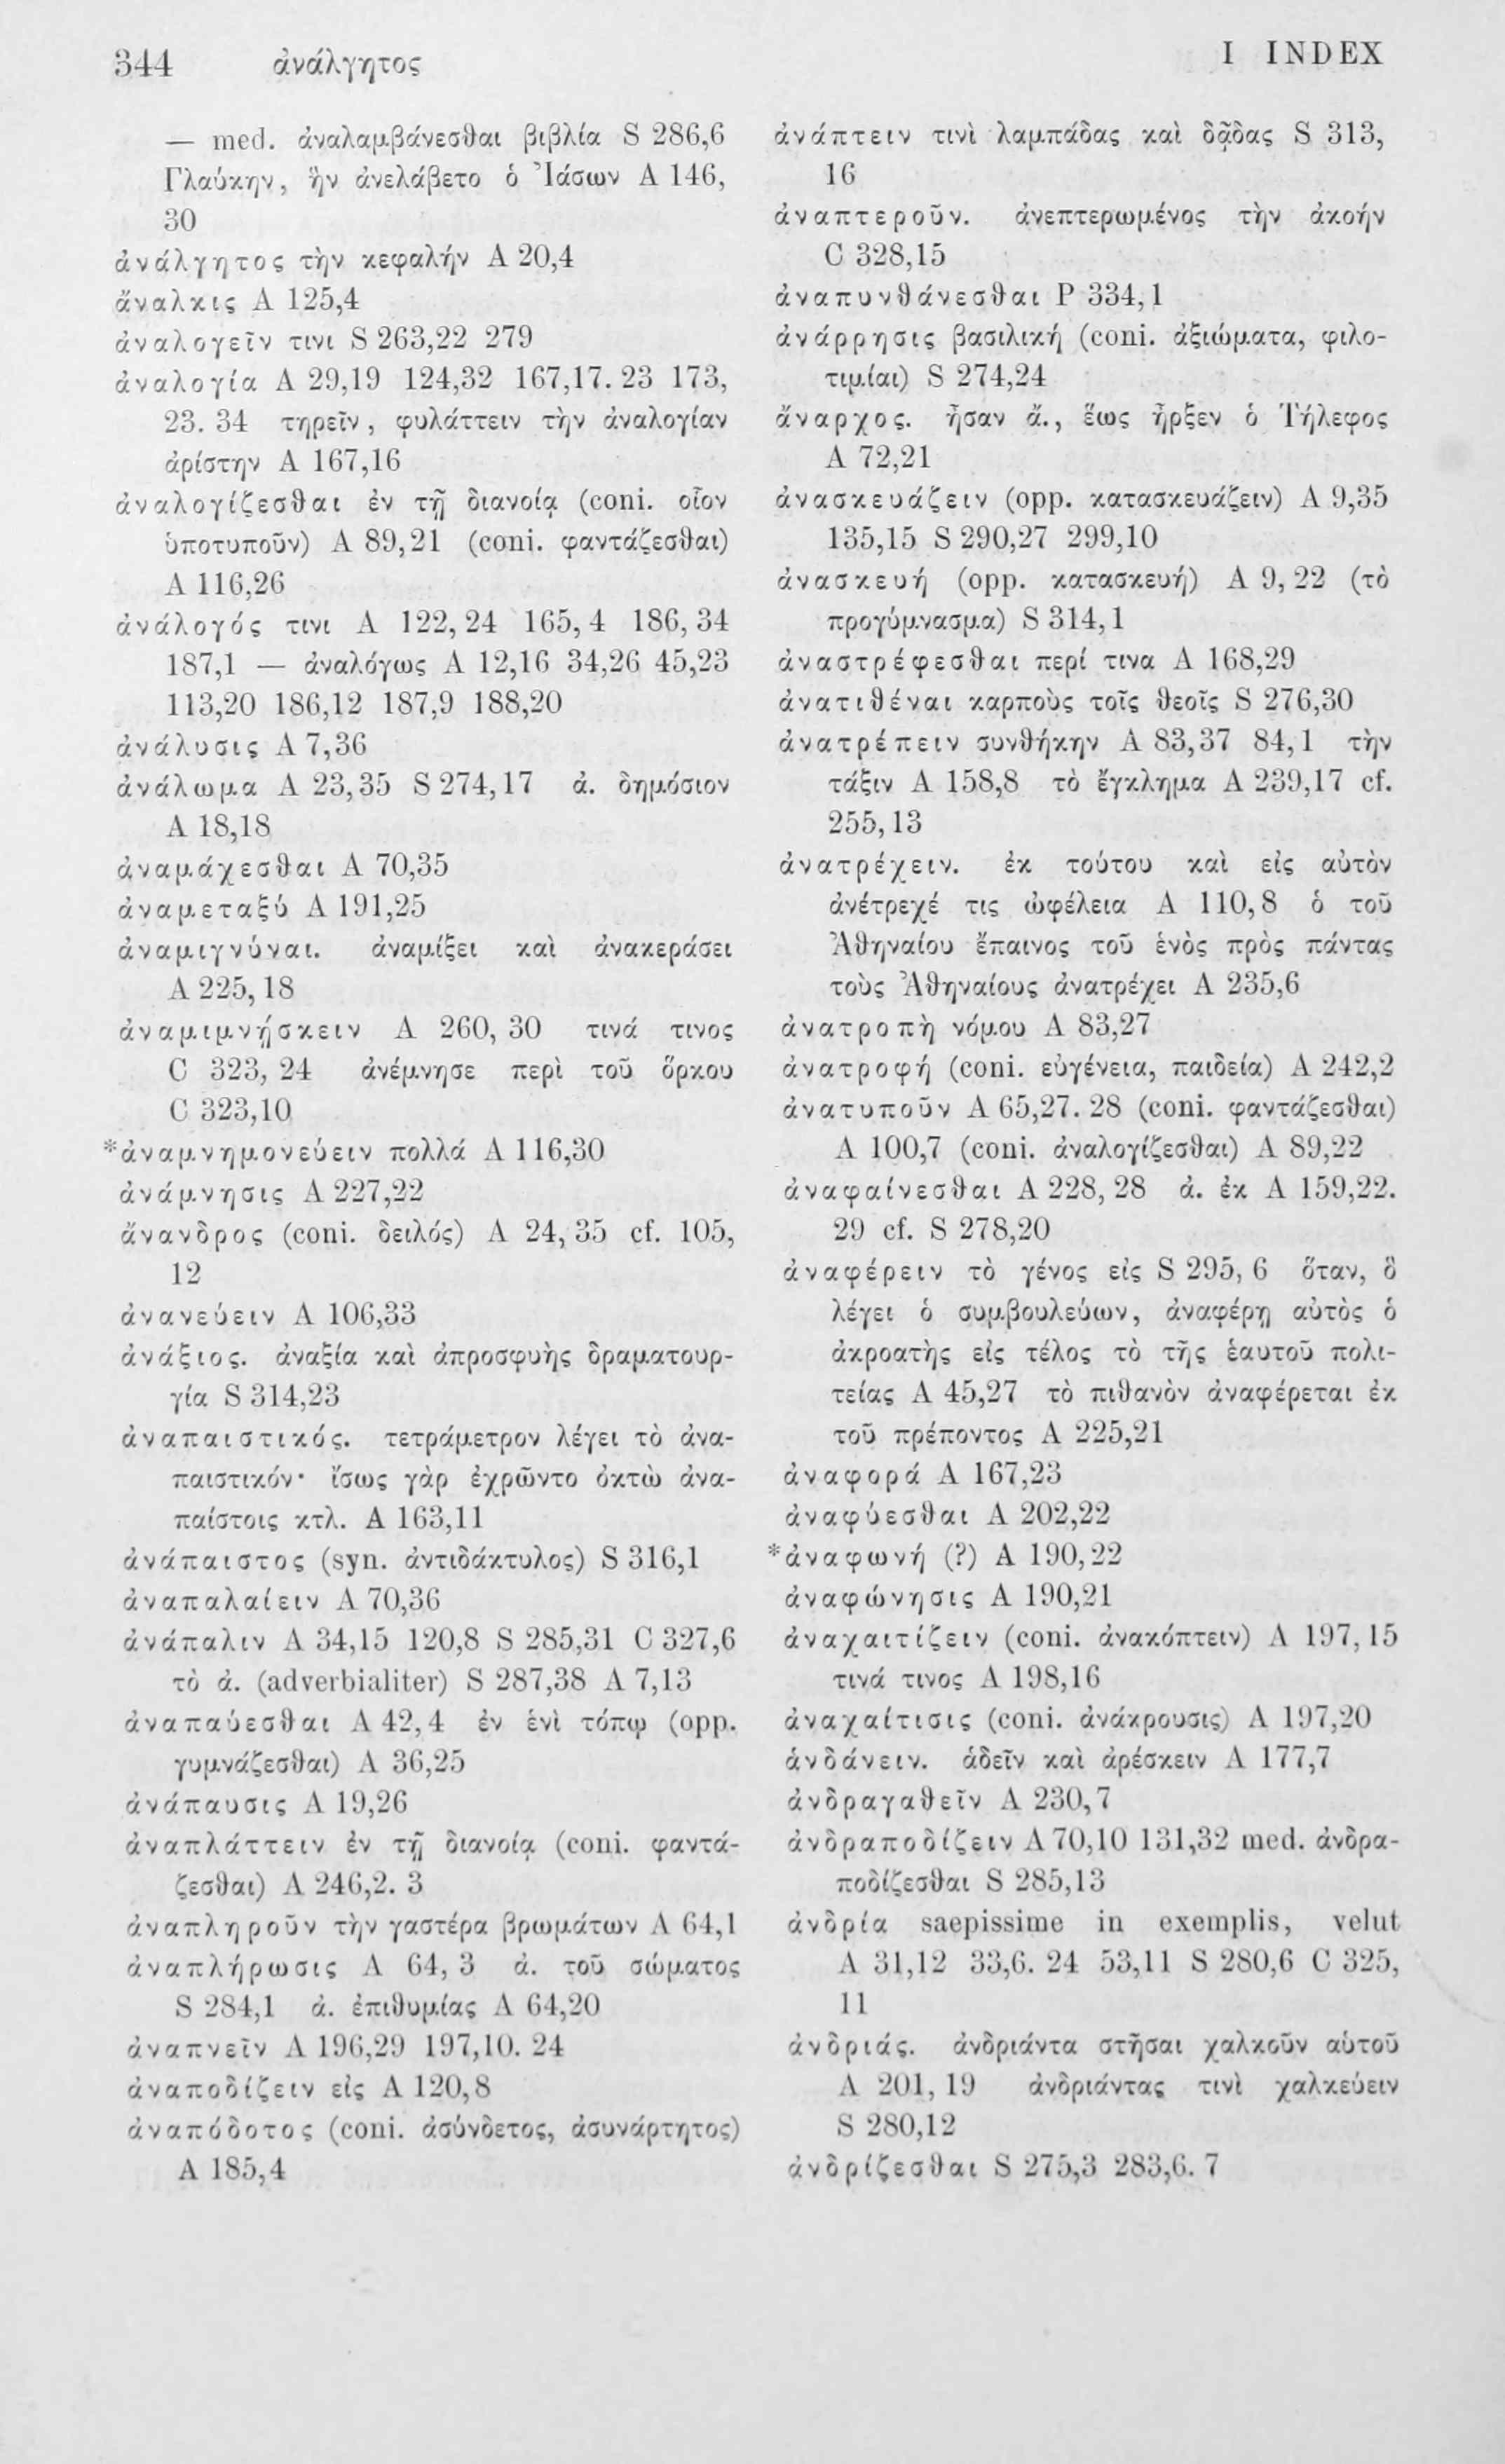 344 ἀνάλγητος I INDEX
— med. ἀναλαμβάνεσθαι βιβλία S 286,6
Γλαύκην, ἣν ἀνελάβετο ὁ Ἰάσων A 146,
30
ἀνάλγητος τὴν κεφαλήν A 20,4
ἄναλκις A 125,4
ἀναλογεῖν τινι S 263,22 279
ἀναλογία A 29,19 124,32 167,17. 23 173,
23. 34 τηρεῖν, φυλάττειν τὴν ἀναλογίαν
ἀρίστην A 167,16
ἀναλογίζεσθαι ἐν τῇ διανοίᾳ (coni. οἷον
ὑποτυποῦν) A 89,21 (coni. φαντάζεσθαι)
A 116,26
ἀνάλογός τινι A 122,24 165,4 186,34
187,1 — ἀναλόγως A 12,16 34,26 45,23
113,20 186,12 187,9 188,20
ἀνάλυσις A 7,36
ἀνάλωμα A 23,35 S 274,17 ἀ. δημόσιον
A 18,18
ἀναμάχεσθαι A 70,35
ἀναμεταξύ A 191,25
ἀναμιγνύναι. ἀναμίξει καὶ ἀνακεράσει
A 225,18
ἀναμιμνῄσκειν A 260,30 τινά τινος
C 323,24 ἀνέμνησε περὶ τοῦ ὅρκου
C 323,10
*ἀναμνημονεύειν πολλά A 116,30
ἀνάμνησις A 227,22
ἄνανδρος (coni. δειλός) A 24,35 cf. 105,
12
ἀνανεύειν A 106,33
ἀνάξιος. ἀναξία καὶ ἀπροσφυὴς δραματουρ-
γία S 314,23
ἀναπαιστικός. τετράμετρον λέγει τὸ ἀνα-
παιστικόν· ἴσως γὰρ ἐχρῶντο ὀκτὼ ἀνα-
παίστοις κτλ. A 163,11
ἀνάπαιστος (syn. ἀντιδάκτυλος) S 316,1
ἀναπαλαίειν A 70,36
ἀνάπαλιν A 34,15 120,8 S 285,31 C 327,6
τὸ ἀ. (adverbialiter) S 287,38 A 7,13
ἀναπαύεσθαι A 42,4 ἐν ἑνὶ τόπῳ (opp.
γυμνάζεσθαι) A 36,25
ἀνάπαυσις A 19,26
ἀναπλάττειν ἐν τῇ διανοίᾳ (coni. φαντά-
ζεσθαι) A 246,2. 3
ἀναπληροῦν τὴν γαστέρα βρωμάτων A 64,1
ἀναπλήρωσις A 64,3 ἀ. τοῦ σώματος
S 284,1 ἀ. ἐπιθυμίας A 64,20
ἀναπνεῖν A 196,29 197,10. 24
ἀναποδίζειν εἰς A 120,8
ἀναπόδοτος (coni. ἀσύνδετος, ἀσυνάρτητος)
A 185,4
ἀνάπτειν τινὶ λαμπάδας καὶ δᾷδας S 313,
16
ἀναπτεροῦν. ἀνεπτερωμένος τὴν ἀκοήν
C 328,15
ἀναπυνθάνεσθαι P 334,1
ἀνάρρησις βασιλική (coni. ἀξιώματα, φιλο-
τιμίαι) S 274,24
ἄναρχος. ἦσαν ἄ., ἕως ἦρξεν ὁ Τήλεφος
A 72,21
ἀνασκευάζειν (opp. κατασκευάζειν) A 9,35
135,15 S 290,27 299,10
ἀνασκευή (opp. κατασκευή) A 9,22 (τὸ
προγύμνασμα) S 314,1
ἀναστρέφεσθαι περί τινα A 168,29
ἀνατιθέναι καρποὺς τοῖς θεοῖς S 276,30
ἀνατρέπειν συνθήκην A 83,37 84,1 τὴν
τάξιν A 158,8 τὸ ἔγκλημα A 239,17 cf.
255,13
ἀνατρέχειν. ἐκ τούτου καὶ εἰς αὐτὸν
ἀνέτρεχέ τις ὠφέλεια A 110,8 ὁ τοῦ
Ἀθηναίου ἔπαινος τοῦ ἑνὸς πρὸς πάντας
τοὺς Ἀθηναίους ἀνατρέχει A 235,6
ἀνατροπὴ νόμου A 83,27
ἀνατροφή (coni. εὐγένεια, παιδεία) A 242,2
ἀνατυποῦν A 65,27. 28 (coni. φαντάζεσθαι)
A 100,7 (coni. ἀναλογίζεσθαι) A 89,22
ἀναφαίνεσθαι A 228,28 ἀ. ἐκ A 159,22.
29 cf. S 278,20
ἀναφέρειν τὸ γένος εἰς S 295,6 ὅταν, ὃ
λέγει ὁ συμβουλεύων, ἀναφέρῃ αὐτὸς ὁ
ἀκροατὴς εἰς τέλος τὸ τῆς ἑαυτοῦ πολι-
τείας A 45,27 τὸ πιθανὸν ἀναφέρεται ἐκ
τοῦ πρέποντος A 225,21
ἀναφορά A 167,23
ἀναφύεσθαι A 202,22
*ἀναφωνή (?) A 190,22
ἀναφώνησις A 190,21
ἀναχαιτίζειν (coni. ἀνακόπτειν) A 197,15
τινά τινος A 198,16
ἀναχαίτισις (coni. ἀνάκρουσις) A 197,20
ἁνδάνειν. ἁδεῖν καὶ ἀρέσκειν A 177,7
ἀνδραγαθεῖν A 230,7
ἀνδραποδίζειν A 70,10 131,32 med. ἀνδρα-
ποδίζεσθαι S 285,13
ἀνδρία saepissime in exemplis, velut
A 31,12 33,6. 24 53,11 S 280,6 C 325,
11
ἀνδριάς. ἀνδριάντα στῆσαι χαλκοῦν αὑτοῦ
A 201,19 ἀνδριάντας τινὶ χαλκεύειν
S 280,12
ἀνδρίζεσθαι S 275,3 283,6. 7